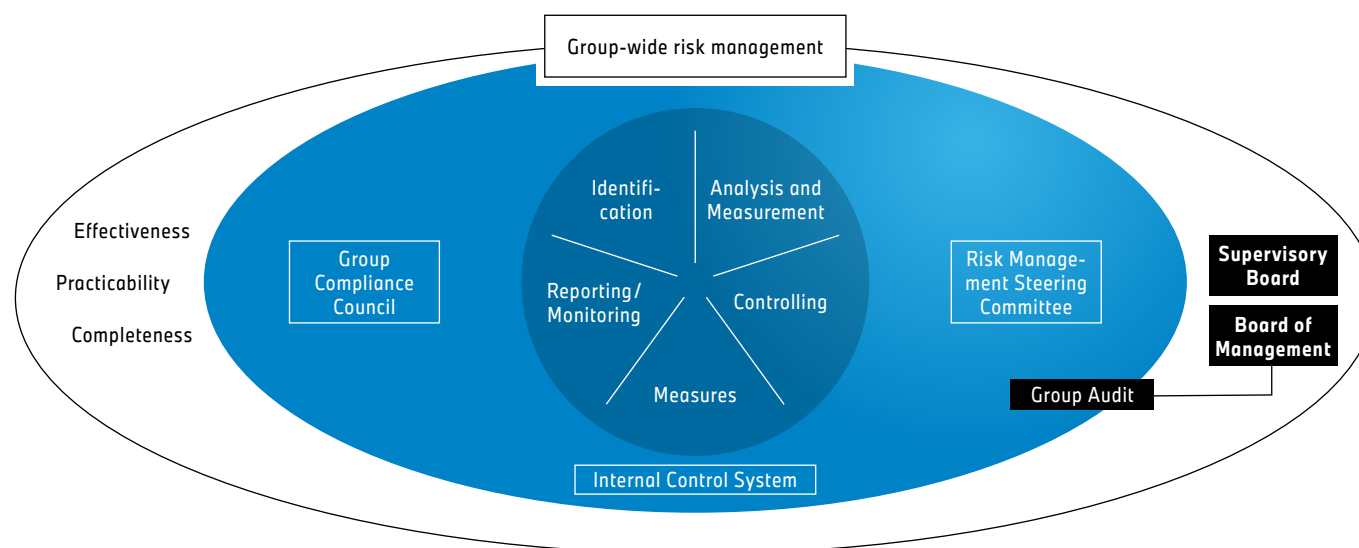 Group-wide risk management
Identifi-
cation
Analysis and
Measurement
Effectiveness
Practicability
Completeness
Group
Compliance
Council
Reporting/
Monitoring
Controlling
Risk Manage-
ment Steering
Committee
Supervisory
Board
Board of
Management
Measures
Group Audit
Internal Control System